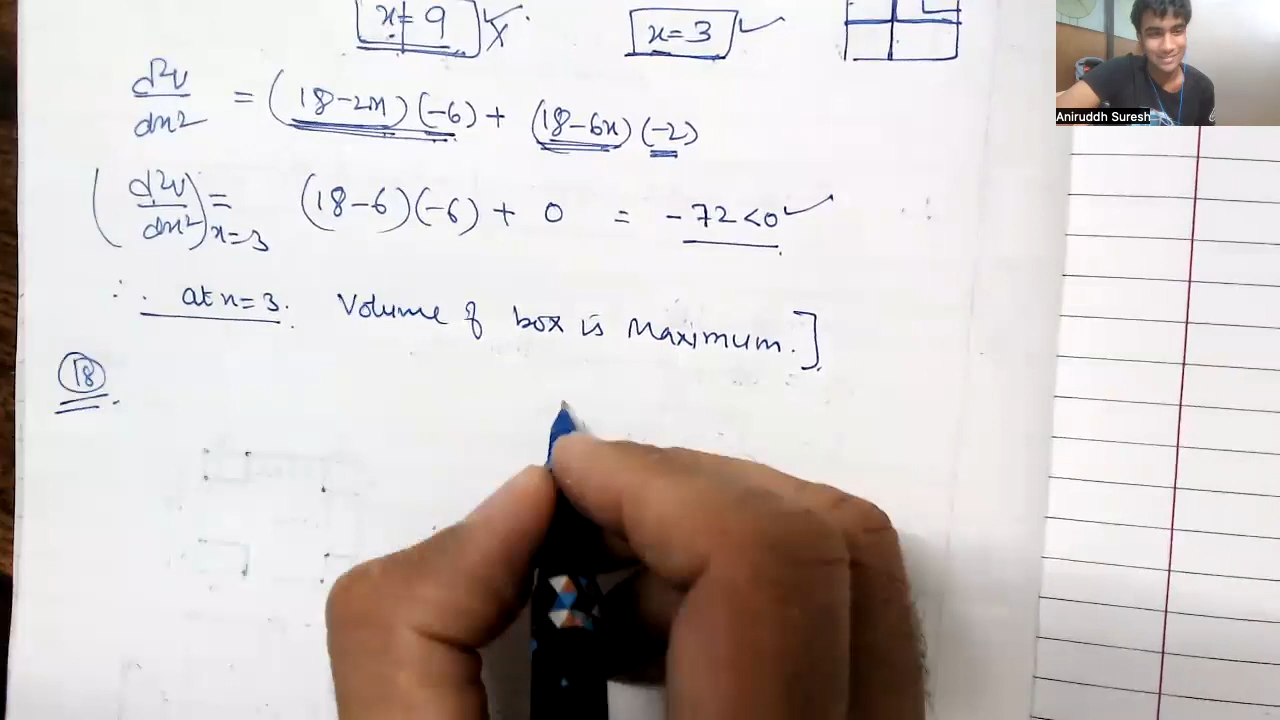 x≠9 x=3
Aniruddh Suresh
d²v/dx² = (18-2x)(-6) + (18-6x)(-2)
(d²v/dx²)x=3 = (18-6)(-6) + 0 = -72<0 ∴
∴ at x=3. Volume of box is Maximum.]
18